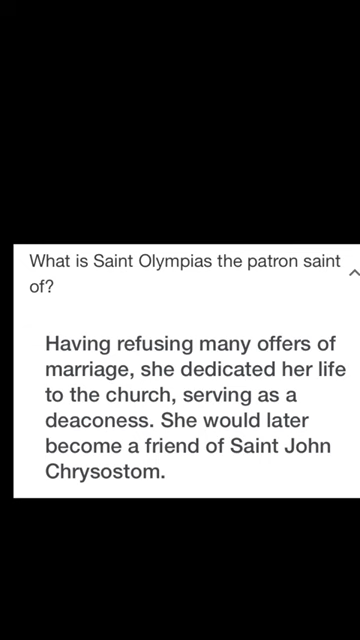 What is Saint Olympias the patron saint
of?
Having refusing many offers of
marriage, she dedicated her life
to the church, serving as a
deaconess. She would later
become a friend of Saint John
Chrysostom.